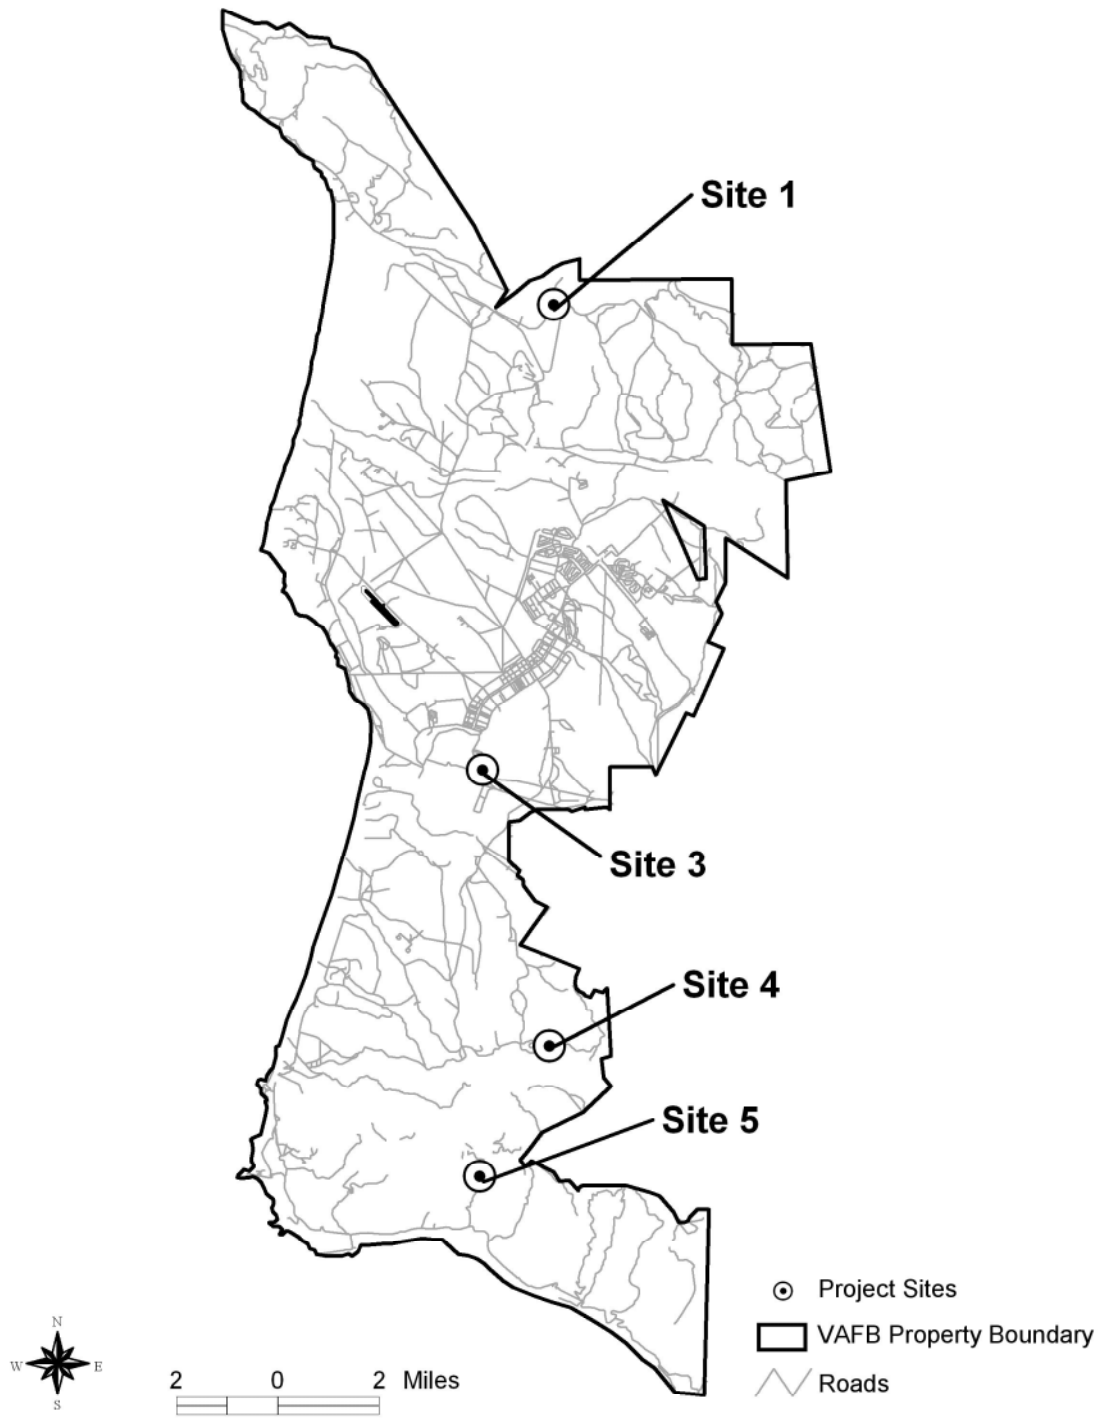 Site 1
Site 3
Site 4
Site 5
Project Sites
VAFB Property Boundary
Roads
N
W E
S
2 0 2 Miles